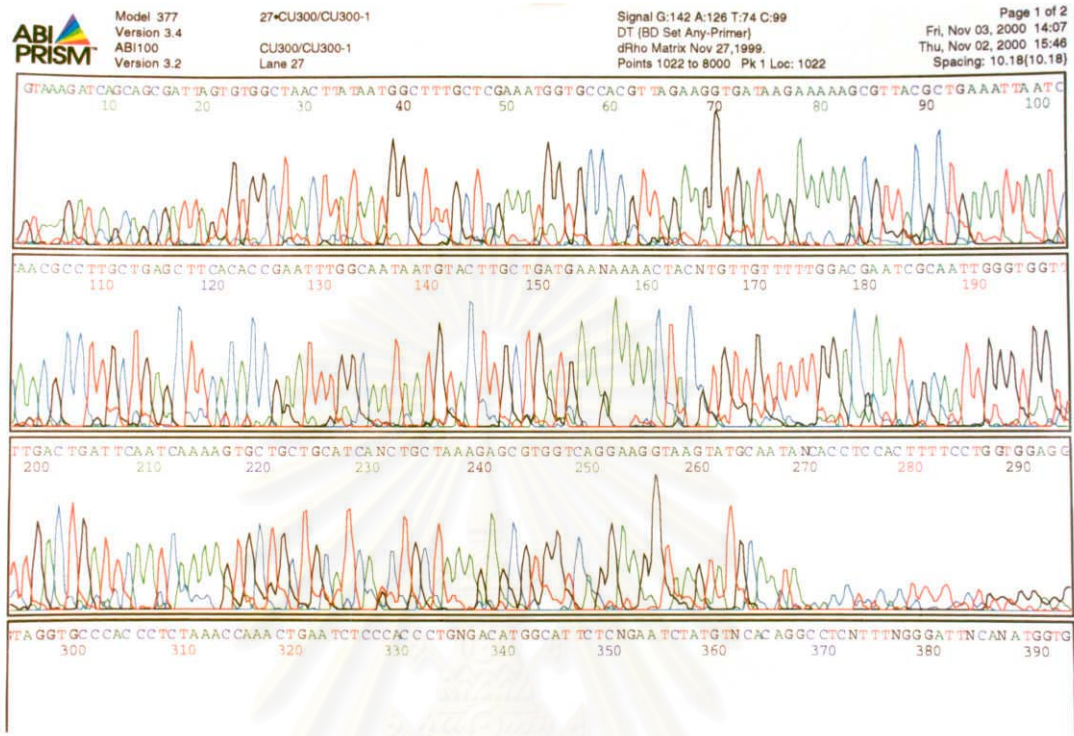 ABI
PRISM™
Model 377
Version 3.4
ABI100
Version 3.2
27•CU300/CU300-1
CU300/CU300-1
Lane 27
Signal G:142 A:126 T:74 C:99
DT {BD Set Any-Primer}
dRho Matrix Nov 27,1999.
Points 1022 to 8000 Pk 1 Loc: 1022
Page 1 of 2
Fri, Nov 03, 2000 14:07
Thu, Nov 02, 2000 15:46
Spacing: 10.18{10.18}
GTAAAGATCAGCAGCGATTAGTGTGGCTAACTTATAATGGCTTTGCTCGAAATGGTGCCACGTTAGAAGGTGATAAGAAAAAGCGTTACGCTGAAATTAATC
10 20 30 40 50 60 70 80 90 100
TAACGCCTTGCTGAGCTTCACACCGAATTTGGCAATAATGTACTTGCTGATGAANAAAACTACNTGTTGTTTTTGGACGAATCGCAATTGGGTGGTT
110 120 130 140 150 160 170 180 190
TTGACTGATTCAATCAAAAGTGCTGCTGCATCANCTGCTAAAGAGCGTGGTCAGGAAGGTAAGTATGCAATANCACCTCCACTTTTCCTGGTGGAGG
200 210 220 230 240 250 260 270 280 290
GTAGGTGCCCACCCTCTAAACCAAACTGAATCTCCCACCCTGNGACATGGCATTCTCNGAATCTATGTNCACAGGCCTCNTTTNGGGATTNCANATGGTG
300 310 320 330 340 350 360 370 380 390